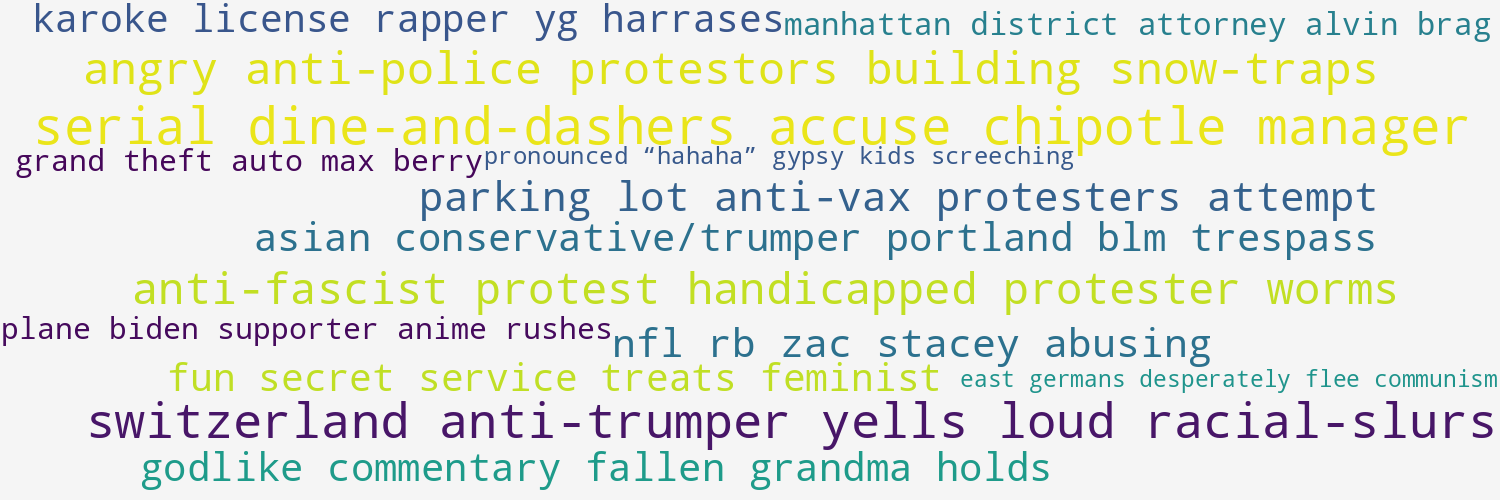 karoke license rapper yg harrases
manhattan district attorney alvin brag
angry anti-police protestors building snow-traps
serial dine-and-dashers accuse chipotle manager
grand theft auto max berry
pronounced “hahaha” gypsy kids screeching
parking lot anti-vax protesters attempt
asian conservative/trumper portland blm trespass
anti-fascist protest handicapped protester worms
plane biden supporter anime rushes
nfl rb zac stacey abusing
fun secret service treats feminist
east germans desperately flee communism
switzerland anti-trumper yells loud racial-slurs
godlike commentary fallen grandma holds